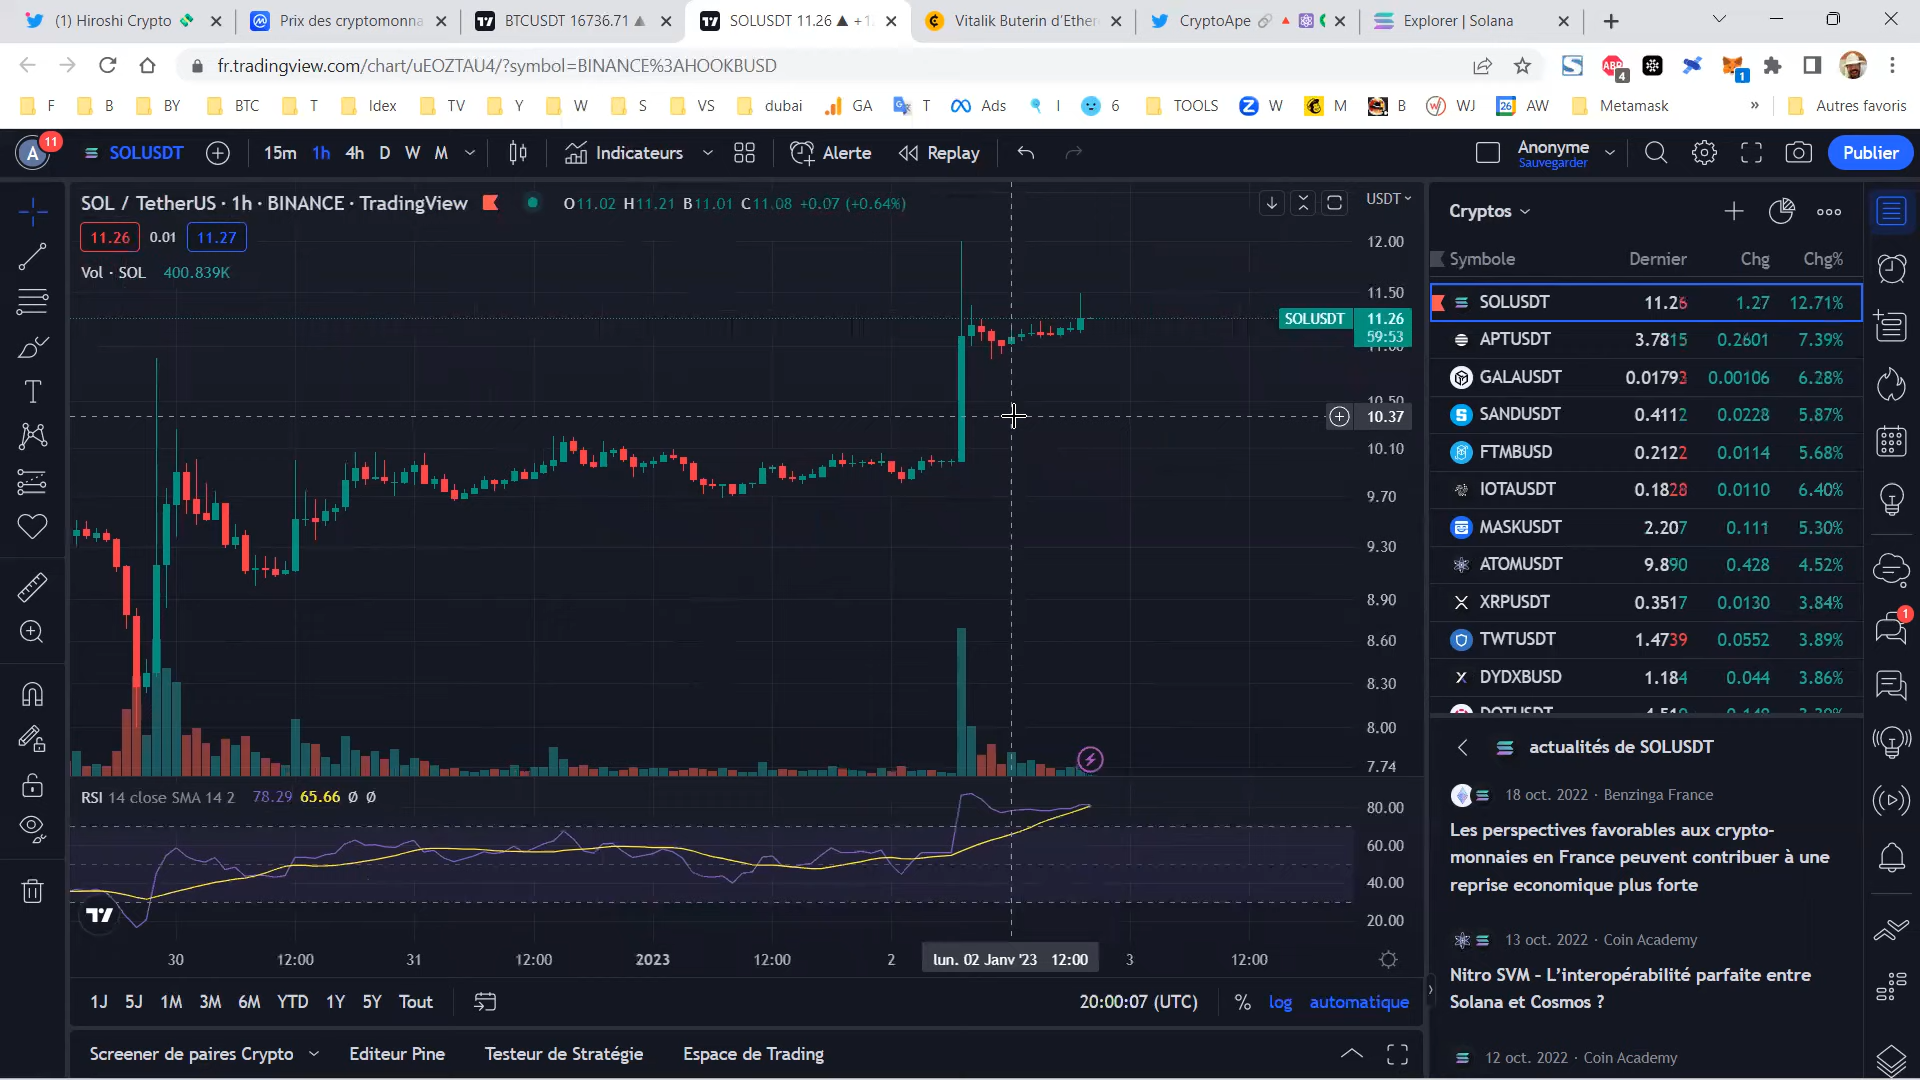 (1) Hiroshi Crypto
Prix des cryptomonna
BTCUSDT 16736.71
SOLUSDT 11.26 ▲ +1
Vitalik Buterin d'Ether
CryptoApe
Explorer | Solana
fr.tradingview.com/chart/uEOZTAU4/?symbol=BINANCE%3AHOOKBUSD
ABP 4
1
F B BY BTC T Idex TV Y W S VS dubai GA T Ads I 6 TOOLS W M B WJ 26 AW Metamask » Autres favoris
A 11 SOLUSDT 15m 1h 4h D W M Indicateurs Alerte Replay Anonyme Publier
Sauvegarder
SOL / TetherUS · 1h · BINANCE · TradingView O11.02 H11.21 B11.01 C11.08 +0.07 (+0.64%)
11.26 0.01 11.27
Vol · SOL 400.839K
USDT
12.00
11.50
SOLUSDT 11.26
59:53
11.00
10.50
10.37
10.10
9.70
9.30
8.90
8.60
8.30
8.00
7.74
RSI 14 close SMA 14 2 78.29 65.66 Ø Ø
80.00
60.00
40.00
20.00
30 12:00 31 12:00 2023 12:00 2 lun. 02 Janv '23 12:00 3 12:00
1J 5J 1M 3M 6M YTD 1Y 5Y Tout 20:00:07 (UTC) % log automatique
Screener de paires Crypto Editeur Pine Testeur de Stratégie Espace de Trading
Cryptos
Symbole Dernier Chg Chg%
SOLUSDT 11.26 1.27 12.71%
APTUSDT 3.7815 0.2601 7.39%
GALAUSDT 0.01793 0.00106 6.28%
SANDUSDT 0.4112 0.0228 5.87%
FTMBUSD 0.2122 0.0114 5.68%
IOTAUSDT 0.1828 0.0110 6.40%
MASKUSDT 2.207 0.111 5.30%
ATOMUSDT 9.890 0.428 4.52%
XRPUSDT 0.3517 0.0130 3.84%
TWTUSDT 1.4739 0.0552 3.89%
DYDXBUSD 1.184 0.044 3.86%
DOTUSDT
actualités de SOLUSDT
18 oct. 2022 · Benzinga France
Les perspectives favorables aux crypto-
monnaies en France peuvent contribuer à une
reprise economique plus forte
13 oct. 2022 · Coin Academy
Nitro SVM – L'interopérabilité parfaite entre
Solana et Cosmos ?
12 oct. 2022 · Coin Academy
1